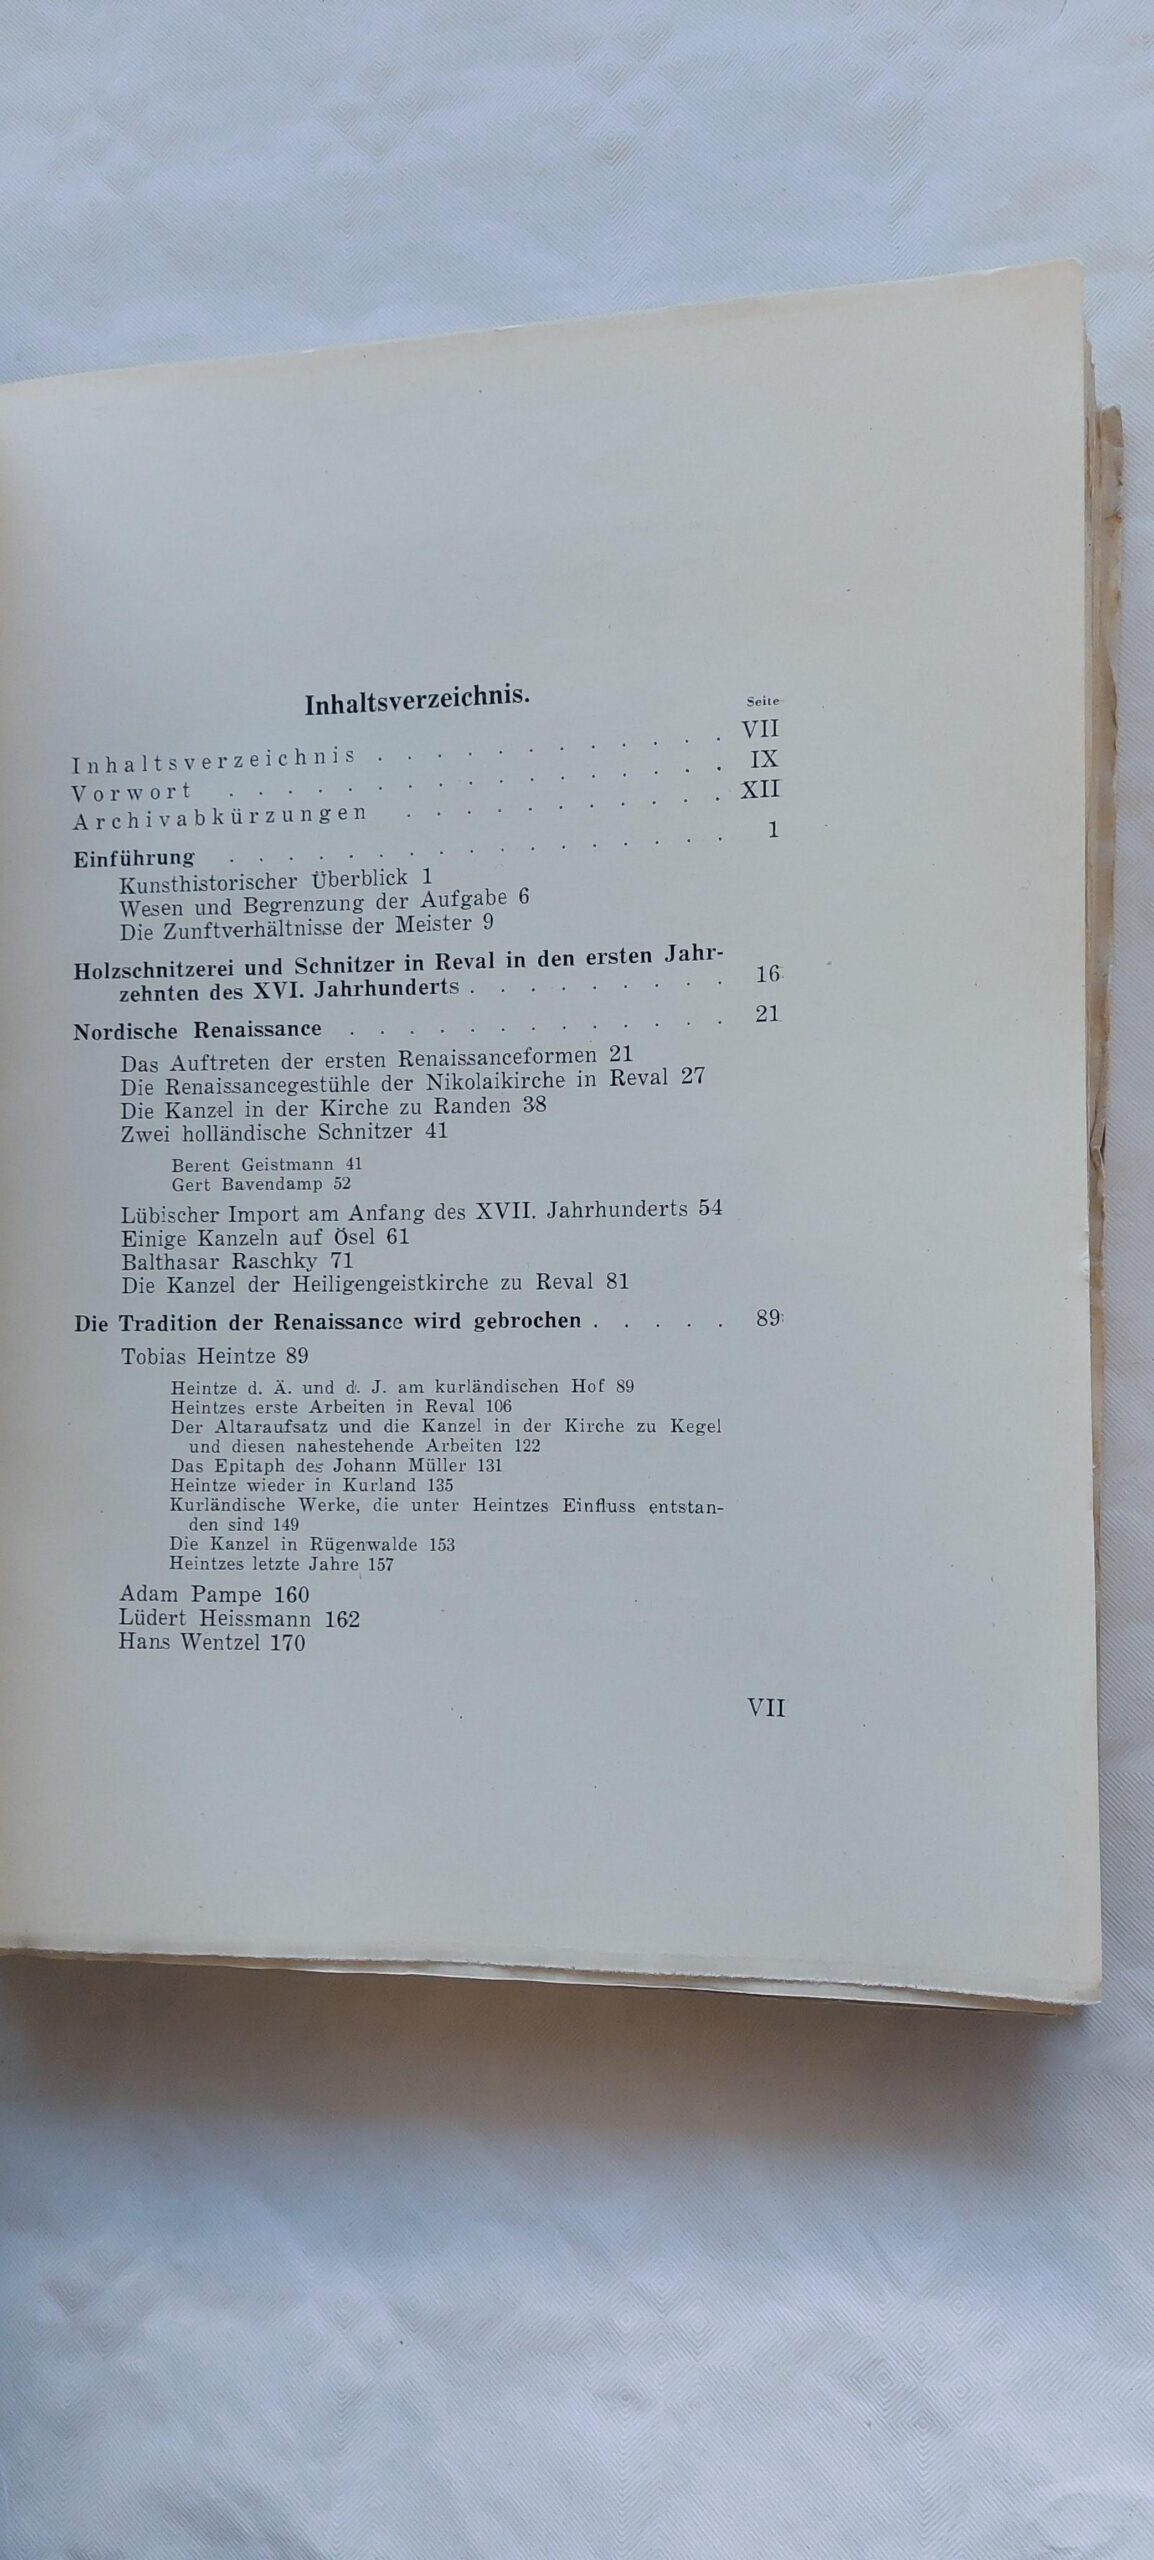 Inhaltsverzeichnis.
Seite
Inhaltsverzeichnis . . . . . . . . . . . . VII
Vorwort . . . . . . . . . . . . . . . . . IX
Archivabkürzungen . . . . . . . . . . . XII
Einführung . . . . . . . . . . . . . . . . . 1
Kunsthistorischer Überblick 1
Wesen und Begrenzung der Aufgabe 6
Die Zunftverhältnisse der Meister 9
Holzschnitzerei und Schnitzer in Reval in den ersten Jahr-
zehnten des XVI. Jahrhunderts . . . . . . . . . 16
Nordische Renaissance . . . . . . . . . . . . . 21
Das Auftreten der ersten Renaissanceformen 21
Die Renaissancegestühle der Nikolaikirche in Reval 27
Die Kanzel in der Kirche zu Randen 38
Zwei holländische Schnitzer 41
Berent Geistmann 41
Gert Bavendamp 52
Lübischer Import am Anfang des XVII. Jahrhunderts 54
Einige Kanzeln auf Ösel 61
Balthasar Raschky 71
Die Kanzel der Heiligengeistkirche zu Reval 81
Die Tradition der Renaissance wird gebrochen . . . . . 89
Tobias Heintze 89
Heintze d. Ä. und d. J. am kurländischen Hof 89
Heintzes erste Arbeiten in Reval 106
Der Altaraufsatz und die Kanzel in der Kirche zu Kegel
und diesen nahestehende Arbeiten 122
Das Epitaph des Johann Müller 131
Heintze wieder in Kurland 135
Kurländische Werke, die unter Heintzes Einfluss entstan-
den sind 149
Die Kanzel in Rügenwalde 153
Heintzes letzte Jahre 157
Adam Pampe 160
Lüdert Heissmann 162
Hans Wentzel 170
VII